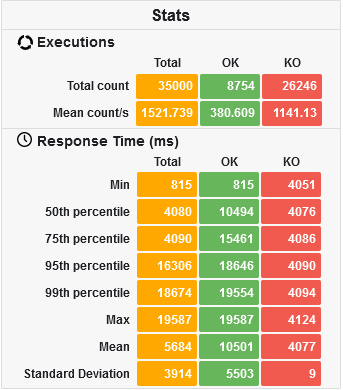 Stats
Executions
Total OK KO
Total count 35000 8754 26246
Mean count/s 1521.739 380.609 1141.13
Response Time (ms)
Total OK KO
Min 815 815 4051
50th percentile 4080 10494 4076
75th percentile 4090 15461 4086
95th percentile 16306 18646 4090
99th percentile 18674 19554 4094
Max 19587 19587 4124
Mean 5684 10501 4077
Standard Deviation 3914 5503 9